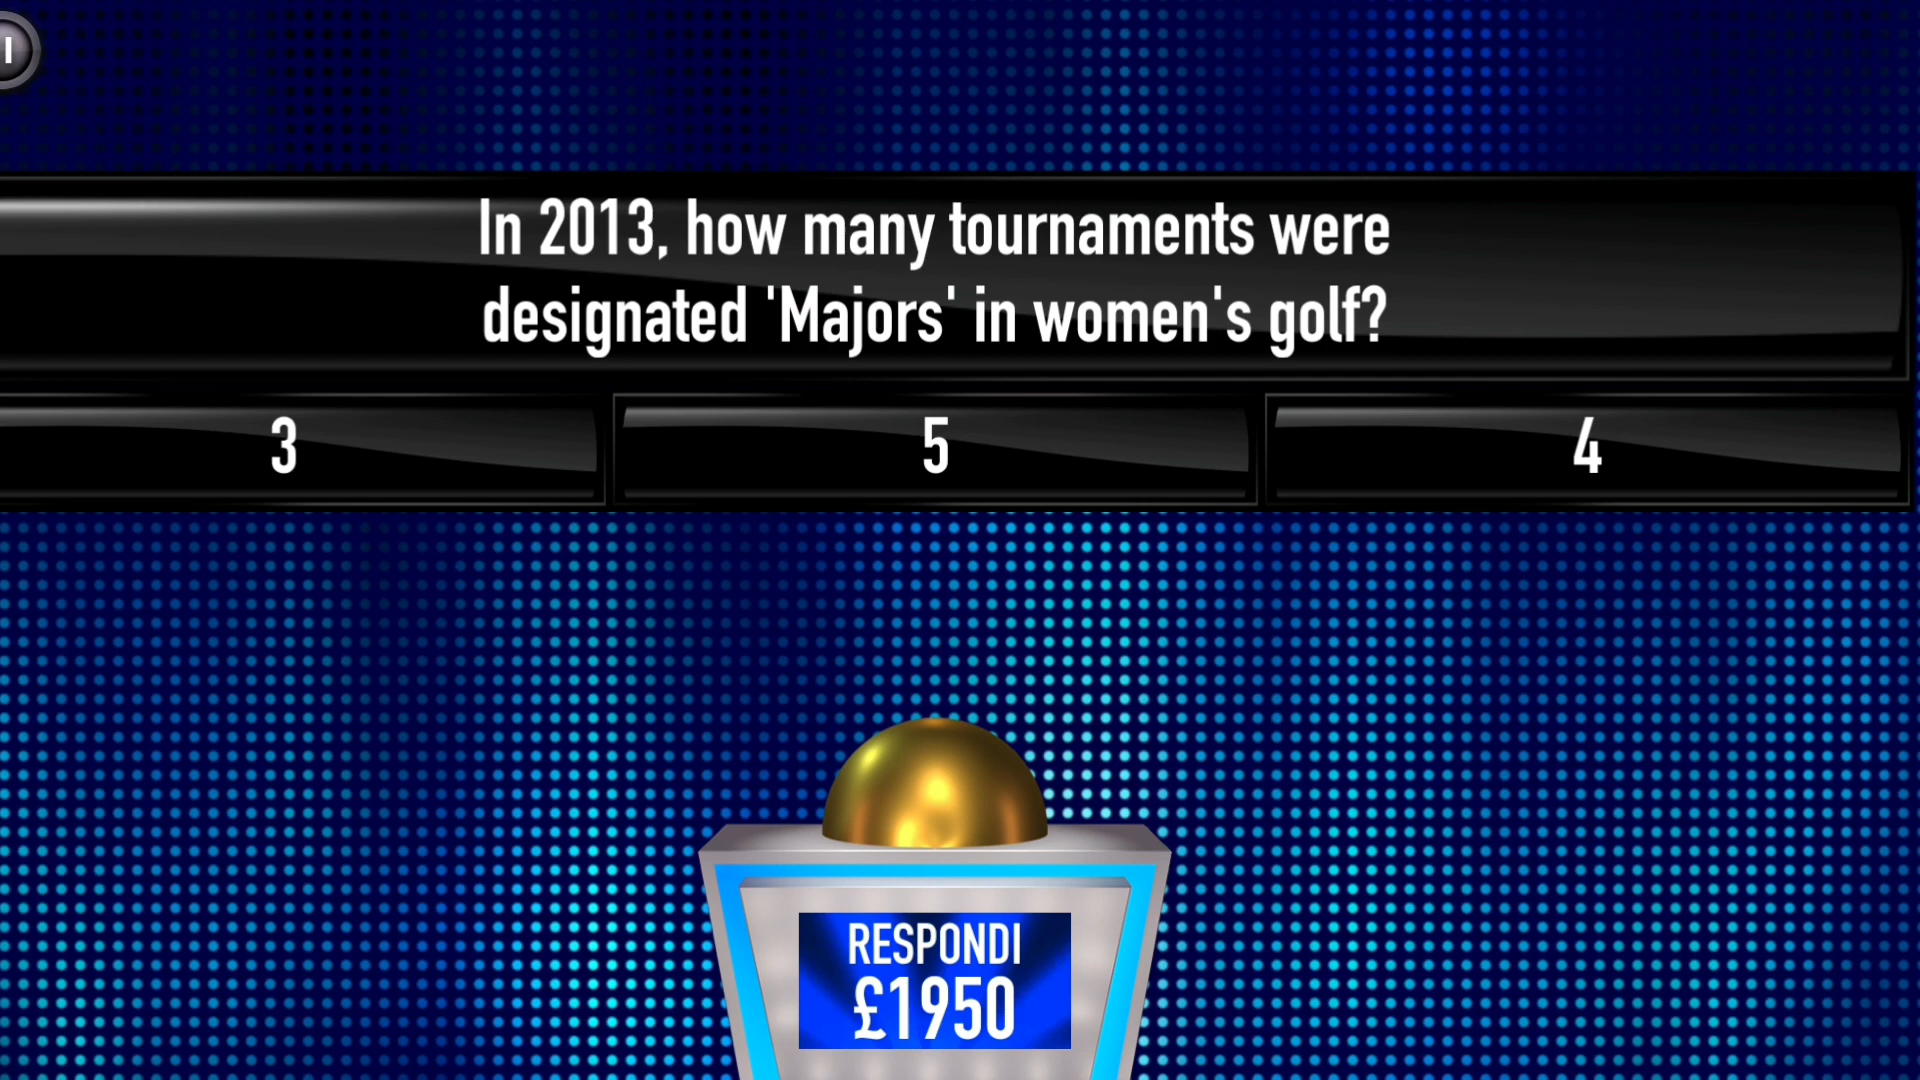 In 2013, how many tournaments were
designated 'Majors' in women's golf?
3
5
4
RESPONDI
£1950